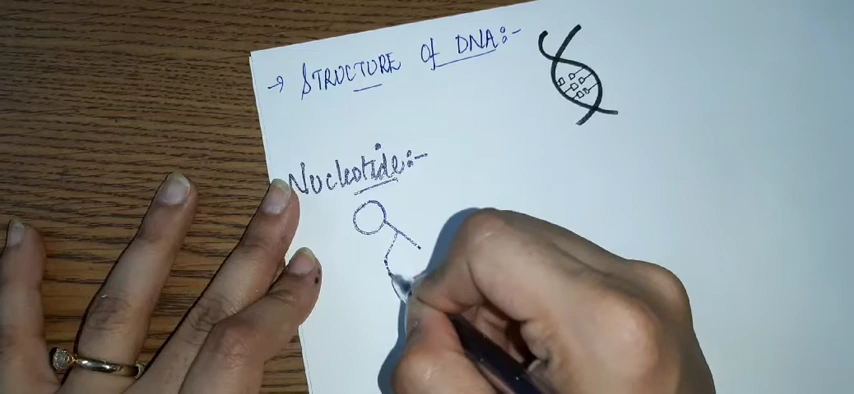 → STRUCTURE of DNA:-
Nucleotide:-